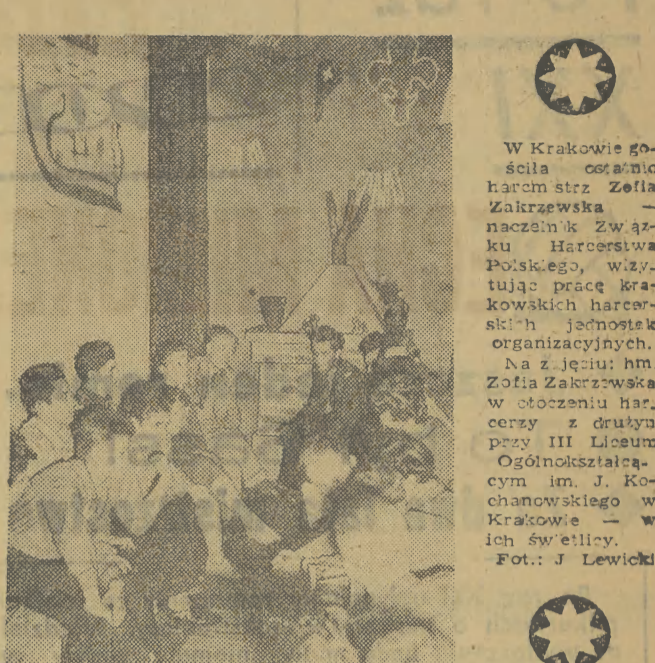 W Krakowie go-
ściła ostatnio
harcmistrz Zofia
Zakrzewska —
naczelnik Związ-
ku Harcerstwa
Polskiego, wizy-
tując pracę kra-
kowskich harcer-
skich jednostek
organizacyjnych.
Na zjęciu: hm
Zofia Zakrzewska
w otoczeniu har-
cerzy z drużyn
przy III Liceum
Ogólnokształcą-
cym im. J. Ko-
chanowskiego w
Krakowie — w
ich świetlicy.
Fot.: J Lewicki